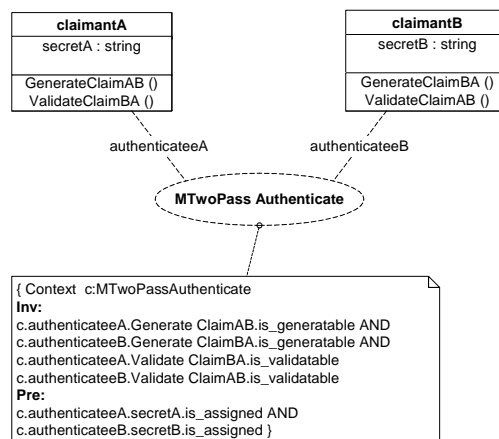 claimantA
secretA : string
GenerateClaimAB ()
ValidateClaimBA ()
claimantB
secretB : string
GenerateClaimBA ()
ValidateClaimAB ()
authenticateeA
authenticateeB
MTwoPass Authenticate
{ Context c:MTwoPassAuthenticate
Inv:
c.authenticateeA.Generate ClaimAB.is_generatable AND
c.authenticateeB.Generate ClaimBA.is_generatable AND
c.authenticateeA.Validate ClaimBA.is_validatable
c.authenticateeB.Validate ClaimAB.is_validatable
Pre:
c.authenticateeA.secretA.is_assigned AND
c.authenticateeB.secretB.is_assigned }